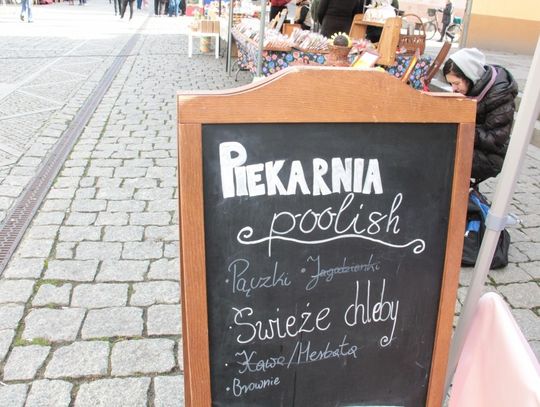 PIEKARNIA
poolish
Pączki • Jagodzianki
• Świeże chleby
• Kawa/Herbata
• Brownie